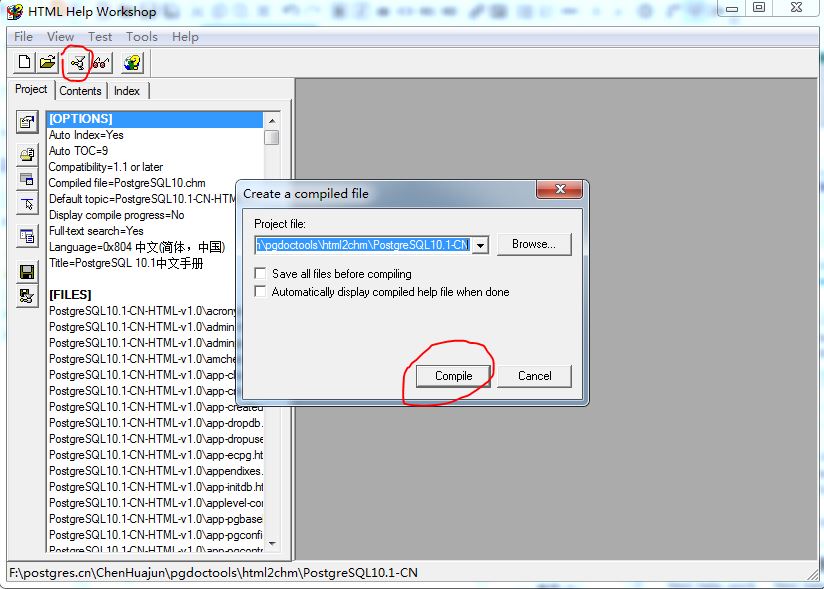 HTML Help Workshop
File View Test Tools Help
Project Contents Index
[OPTIONS]
Auto Index=Yes
Auto TOC=9
Compatibility=1.1 or later
Compiled file=PostgreSQL10.chm
Default topic=PostgreSQL10.1-CN-HTM
Display compile progress=No
Full-text search=Yes
Language=0x804 中文(简体，中国)
Title=PostgreSQL 10.1中文手册
[FILES]
PostgreSQL10.1-CN-HTML-v1.0\acrony
PostgreSQL10.1-CN-HTML-v1.0\admin
PostgreSQL10.1-CN-HTML-v1.0\admin
PostgreSQL10.1-CN-HTML-v1.0\amche
PostgreSQL10.1-CN-HTML-v1.0\app-cl
PostgreSQL10.1-CN-HTML-v1.0\app-cr
PostgreSQL10.1-CN-HTML-v1.0\app-created
PostgreSQL10.1-CN-HTML-v1.0\app-dropdb.
PostgreSQL10.1-CN-HTML-v1.0\app-dropuse
PostgreSQL10.1-CN-HTML-v1.0\app-ecpg.ht
PostgreSQL10.1-CN-HTML-v1.0\appendixes.
PostgreSQL10.1-CN-HTML-v1.0\app-initdb.ht
PostgreSQL10.1-CN-HTML-v1.0\applevel-co
PostgreSQL10.1-CN-HTML-v1.0\app-pgbase
PostgreSQL10.1-CN-HTML-v1.0\app-pgconfi
PostgreSQL10.1-CN-HTML-v1.0\app-pgcontr
Create a compiled file
Project file:
\pgdoctools\html2chm\PostgreSQL10.1-CN
Browse...
Save all files before compiling
Automatically display compiled help file when done
Compile Cancel
F:\postgres.cn\ChenHuajun\pgdoctools\html2chm\PostgreSQL10.1-CN